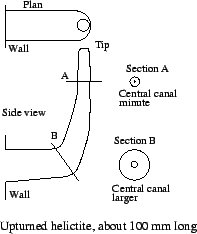 Plan
Wall
Tip
A
Section A
Central canal
minute
Side view
B
Section B
Wall
Central canal
larger
Upturned helictite, about 100 mm long